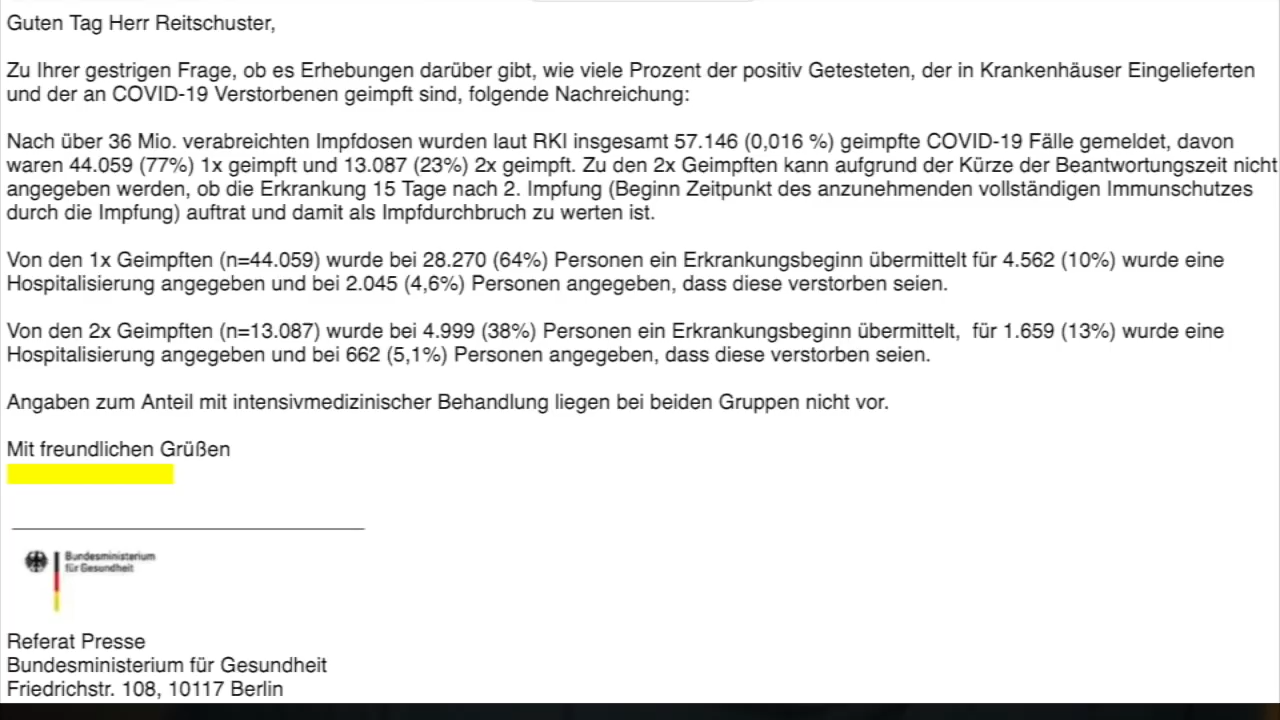 Guten Tag Herr Reitschuster,
Zu Ihrer gestrigen Frage, ob es Erhebungen darüber gibt, wie viele Prozent der positiv Getesteten, der in Krankenhäuser Eingelieferten
und der an COVID-19 Verstorbenen geimpft sind, folgende Nachreichung:
Nach über 36 Mio. verabreichten Impfdosen wurden laut RKI insgesamt 57.146 (0,016 %) geimpfte COVID-19 Fälle gemeldet, davon
waren 44.059 (77%) 1x geimpft und 13.087 (23%) 2x geimpft. Zu den 2x Geimpften kann aufgrund der Kürze der Beantwortungszeit nicht
angegeben werden, ob die Erkrankung 15 Tage nach 2. Impfung (Beginn Zeitpunkt des anzunehmenden vollständigen Immunschutzes
durch die Impfung) auftrat und damit als Impfdurchbruch zu werten ist.
Von den 1x Geimpften (n=44.059) wurde bei 28.270 (64%) Personen ein Erkrankungsbeginn übermittelt für 4.562 (10%) wurde eine
Hospitalisierung angegeben und bei 2.045 (4,6%) Personen angegeben, dass diese verstorben seien.
Von den 2x Geimpften (n=13.087) wurde bei 4.999 (38%) Personen ein Erkrankungsbeginn übermittelt, für 1.659 (13%) wurde eine
Hospitalisierung angegeben und bei 662 (5,1%) Personen angegeben, dass diese verstorben seien.
Angaben zum Anteil mit intensivmedizinischer Behandlung liegen bei beiden Gruppen nicht vor.
Mit freundlichen Grüßen
Bundesministerium
für Gesundheit
Referat Presse
Bundesministerium für Gesundheit
Friedrichstr. 108, 10117 Berlin